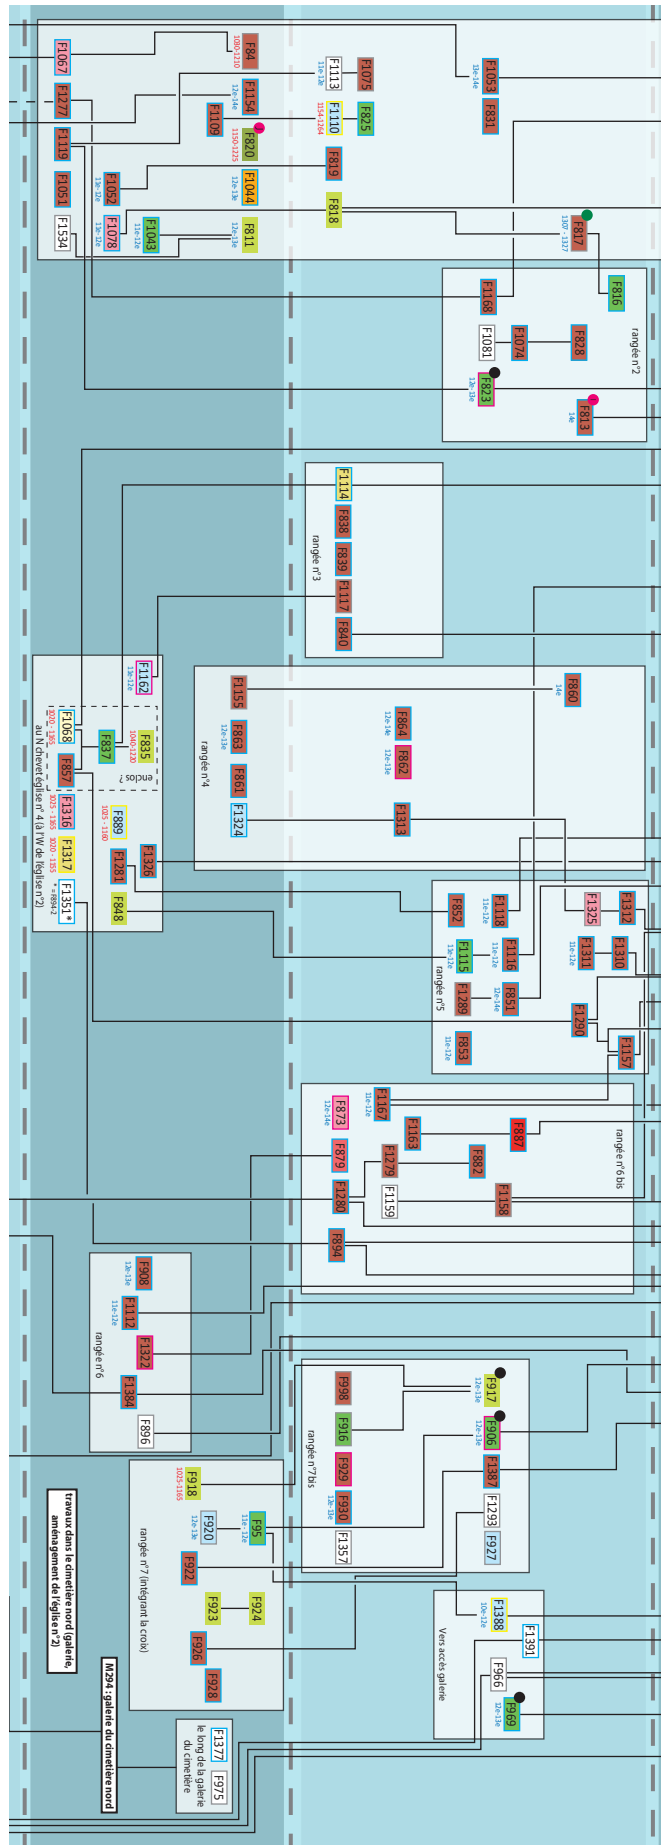 F1067
F1277
F1119
F1051
F1534
F84
1030-1210
F1154
12e-14e
F1109
F820
1150-1225
F1052
11e-12e
F1044
12e-13e
F1078
11e-12e
F1043
11e-12e
F811
12e-13e
F1113
11e-12e
F1075
F1110
1154-1264
F825
F819
F818
F1053
13e-14e
F831
F817
1307 - 1327
F816
rangée n°2
F1168
F1081
F1074
F828
F823
12e-13e
F813
14e
rangée n°3
F1114
F838
F839
F1117
F840
F1162
11e-12e
F1068
1020 - 1165
F857
F837
F835
1040-1220
enclos ?
F1316
1025 - 1165
F1317
1020 - 1155
F1351*
* = F894-2
F889
1025 - 1160
F1281
F1326
F848
au N chevet église n° 4 (à l'W de l'église n°2)
rangée n°4
F1155
F863
12e-13e
F861
F1324
F864
12e-14e
F862
12e-13e
F1313
F860
14e
rangée n°5
F852
F1118
11e-12e
F1325
F1312
F1115
11e-12e
F1116
11e-12e
F1311
11e-12e
F1310
F1289
F851
12e-14e
F1290
F1157
F853
11e-12e
rangée n°6 bis
F873
12e-14e
F1167
11e-12e
F1163
F887
F879
F1279
F882
F1280
F1159
F1158
F894
rangée n°6
F908
12e-13e
F1112
11e-12e
F1322
F1384
F896
rangée n°7 bis
F998
F916
F929
F930
12e-13e
F1357
F917
12e-13e
F906
12e-13e
F1387
F1293
F927
rangée n°7 (intégrant la croix)
F918
1025-1165
F920
12e-13e
F95
11e - 12e
F922
F923
F924
F926
F928
Vers accès galerie
F1388
10e-12e
F1391
F966
F969
12e-13e
travaux dans le cimetière nord (galerie,
aménagement de l'église n°2)
M294 : galerie du cimetière nord
F1377
F975
le long de la galerie
du cimetière